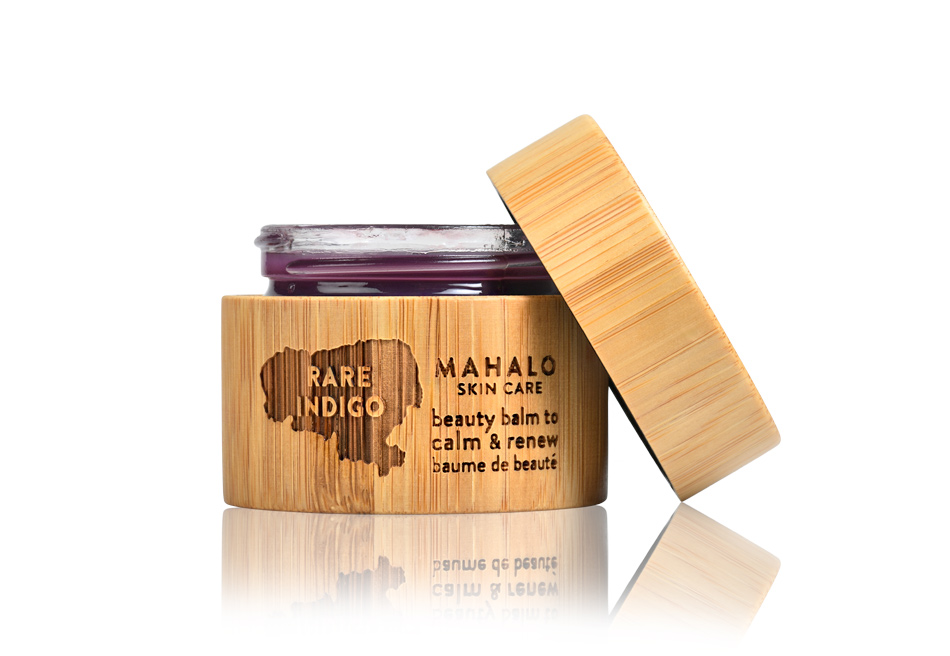 RARE
INDIGO
MAHALO
SKIN CARE
beauty balm to
calm & renew
baume de beauté